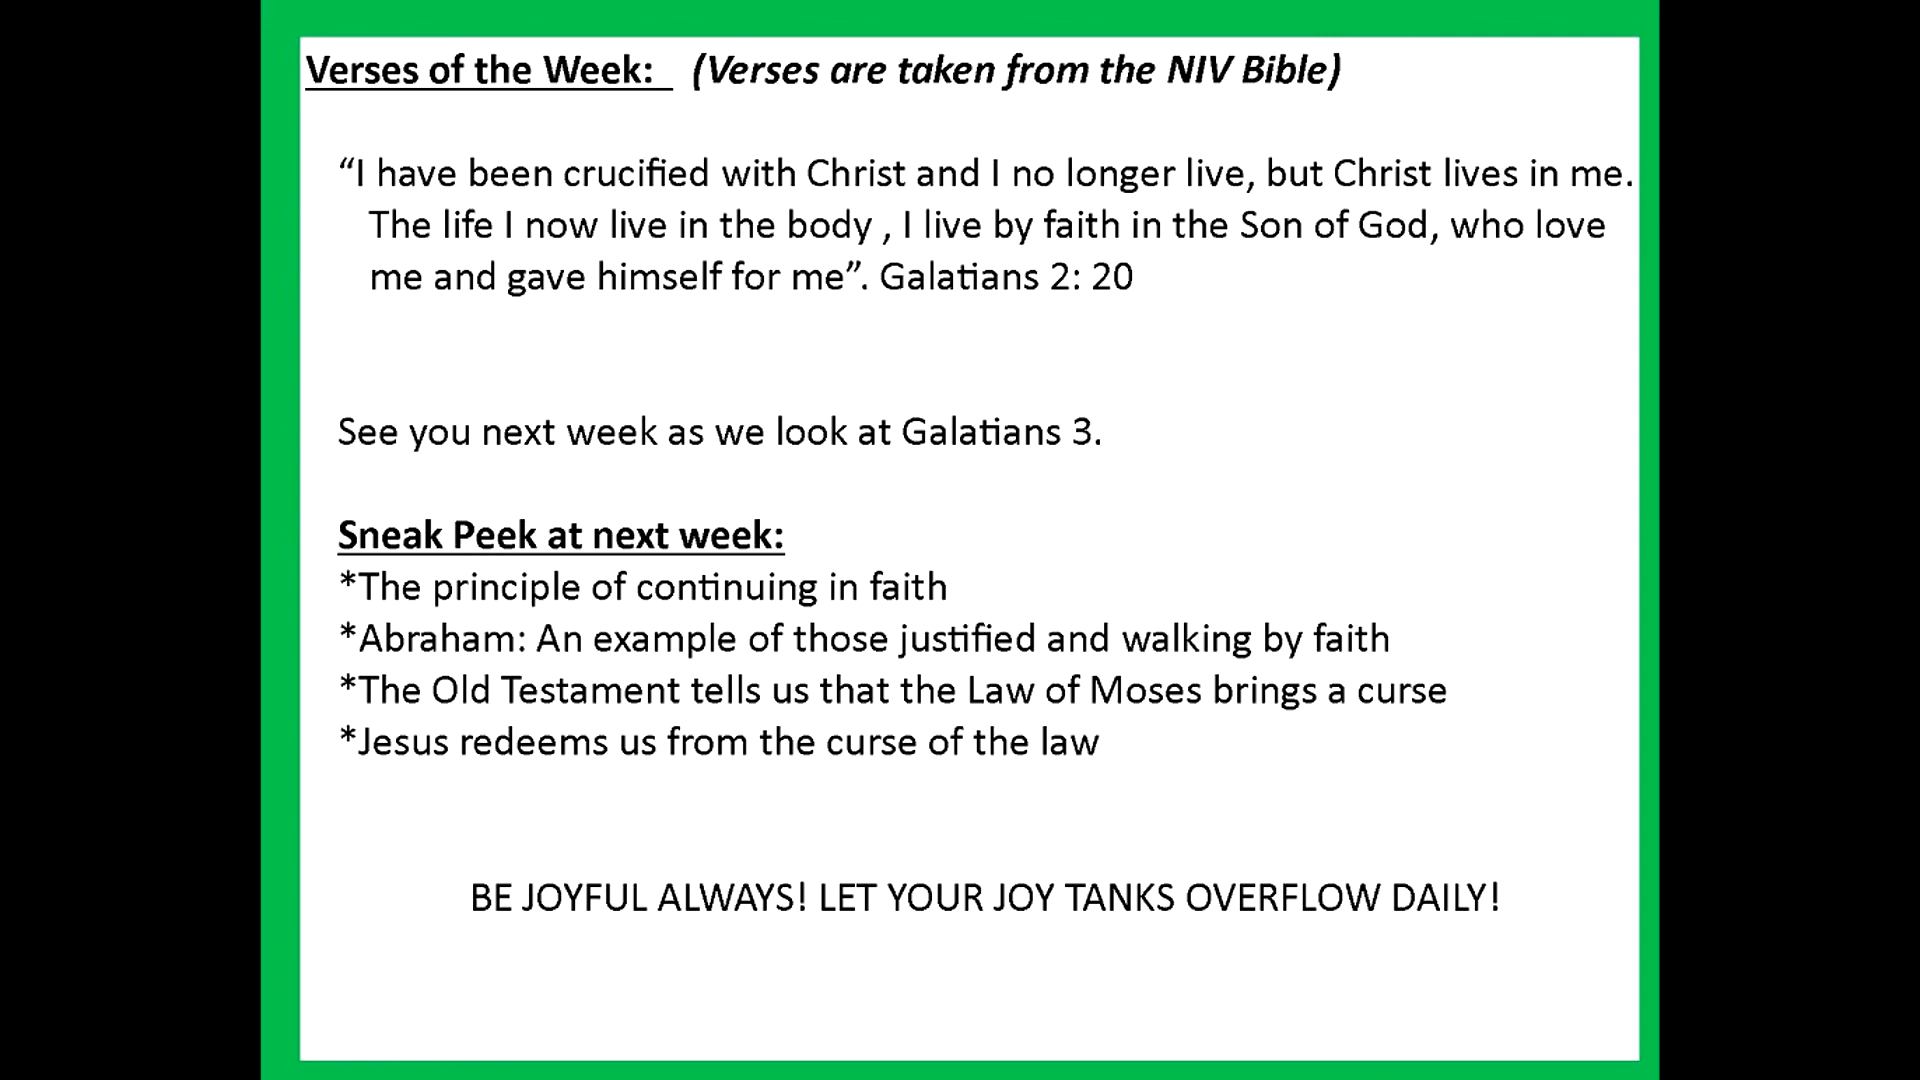 Verses of the Week: (Verses are taken from the NIV Bible)
“I have been crucified with Christ and I no longer live, but Christ lives in me.
The life I now live in the body , I live by faith in the Son of God, who love
me and gave himself for me”. Galatians 2: 20
See you next week as we look at Galatians 3.
Sneak Peek at next week:
*The principle of continuing in faith
*Abraham: An example of those justified and walking by faith
*The Old Testament tells us that the Law of Moses brings a curse
*Jesus redeems us from the curse of the law
BE JOYFUL ALWAYS! LET YOUR JOY TANKS OVERFLOW DAILY!